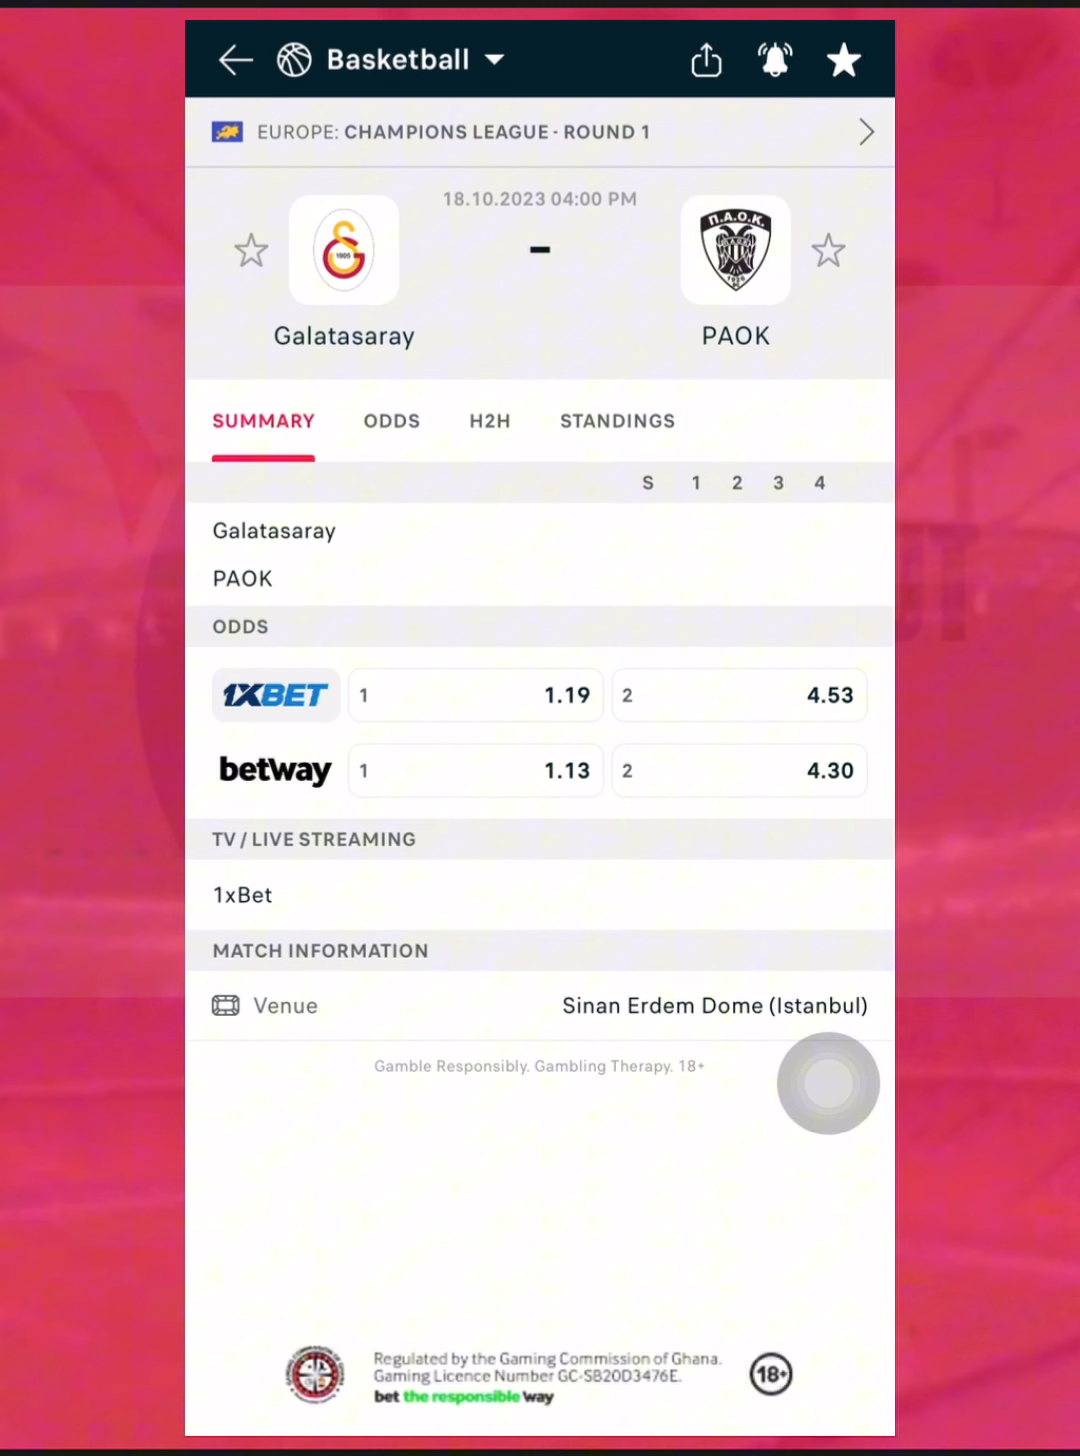 Basketball
EUROPE: CHAMPIONS LEAGUE - ROUND 1
18.10.2023 04:00 PM
1905
Π.Α.Ο.Κ.
1926
-
Galatasaray
PAOK
SUMMARY ODDS H2H STANDINGS
S 1 2 3 4
Galatasaray
PAOK
ODDS
1XBET 1 1.19 2 4.53
betway 1 1.13 2 4.30
TV / LIVE STREAMING
1xBet
MATCH INFORMATION
Venue Sinan Erdem Dome (Istanbul)
Gamble Responsibly. Gambling Therapy. 18+
Regulated by the Gaming Commission of Ghana.
Gaming Licence Number GC-SB20D3476E.
bet the responsible way
18+